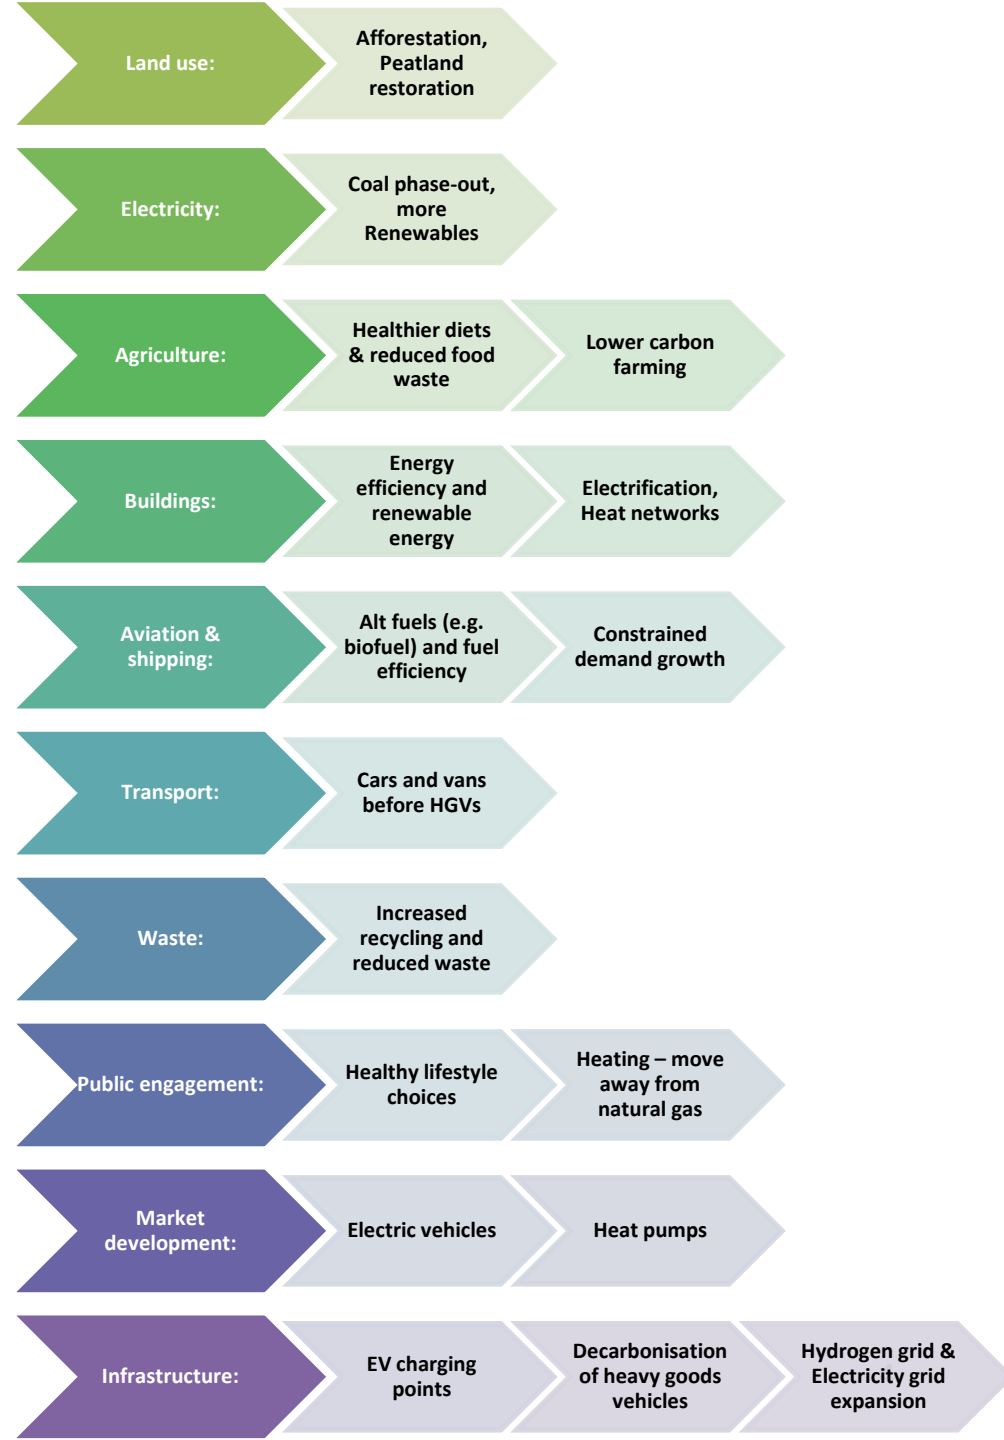 Land use:
Afforestation,
Peatland
restoration
Electricity:
Coal phase-out,
more
Renewables
Agriculture:
Healthier diets
& reduced food
waste
Lower carbon
farming
Buildings:
Energy
efficiency and
renewable
energy
Electrification,
Heat networks
Aviation &
shipping:
Alt fuels (e.g.
biofuel) and fuel
efficiency
Constrained
demand growth
Transport:
Cars and vans
before HGVs
Waste:
Increased
recycling and
reduced waste
Public engagement:
Healthy lifestyle
choices
Heating – move
away from
natural gas
Market
development:
Electric vehicles
Heat pumps
Infrastructure:
EV charging
points
Decarbonisation
of heavy goods
vehicles
Hydrogen grid &
Electricity grid
expansion